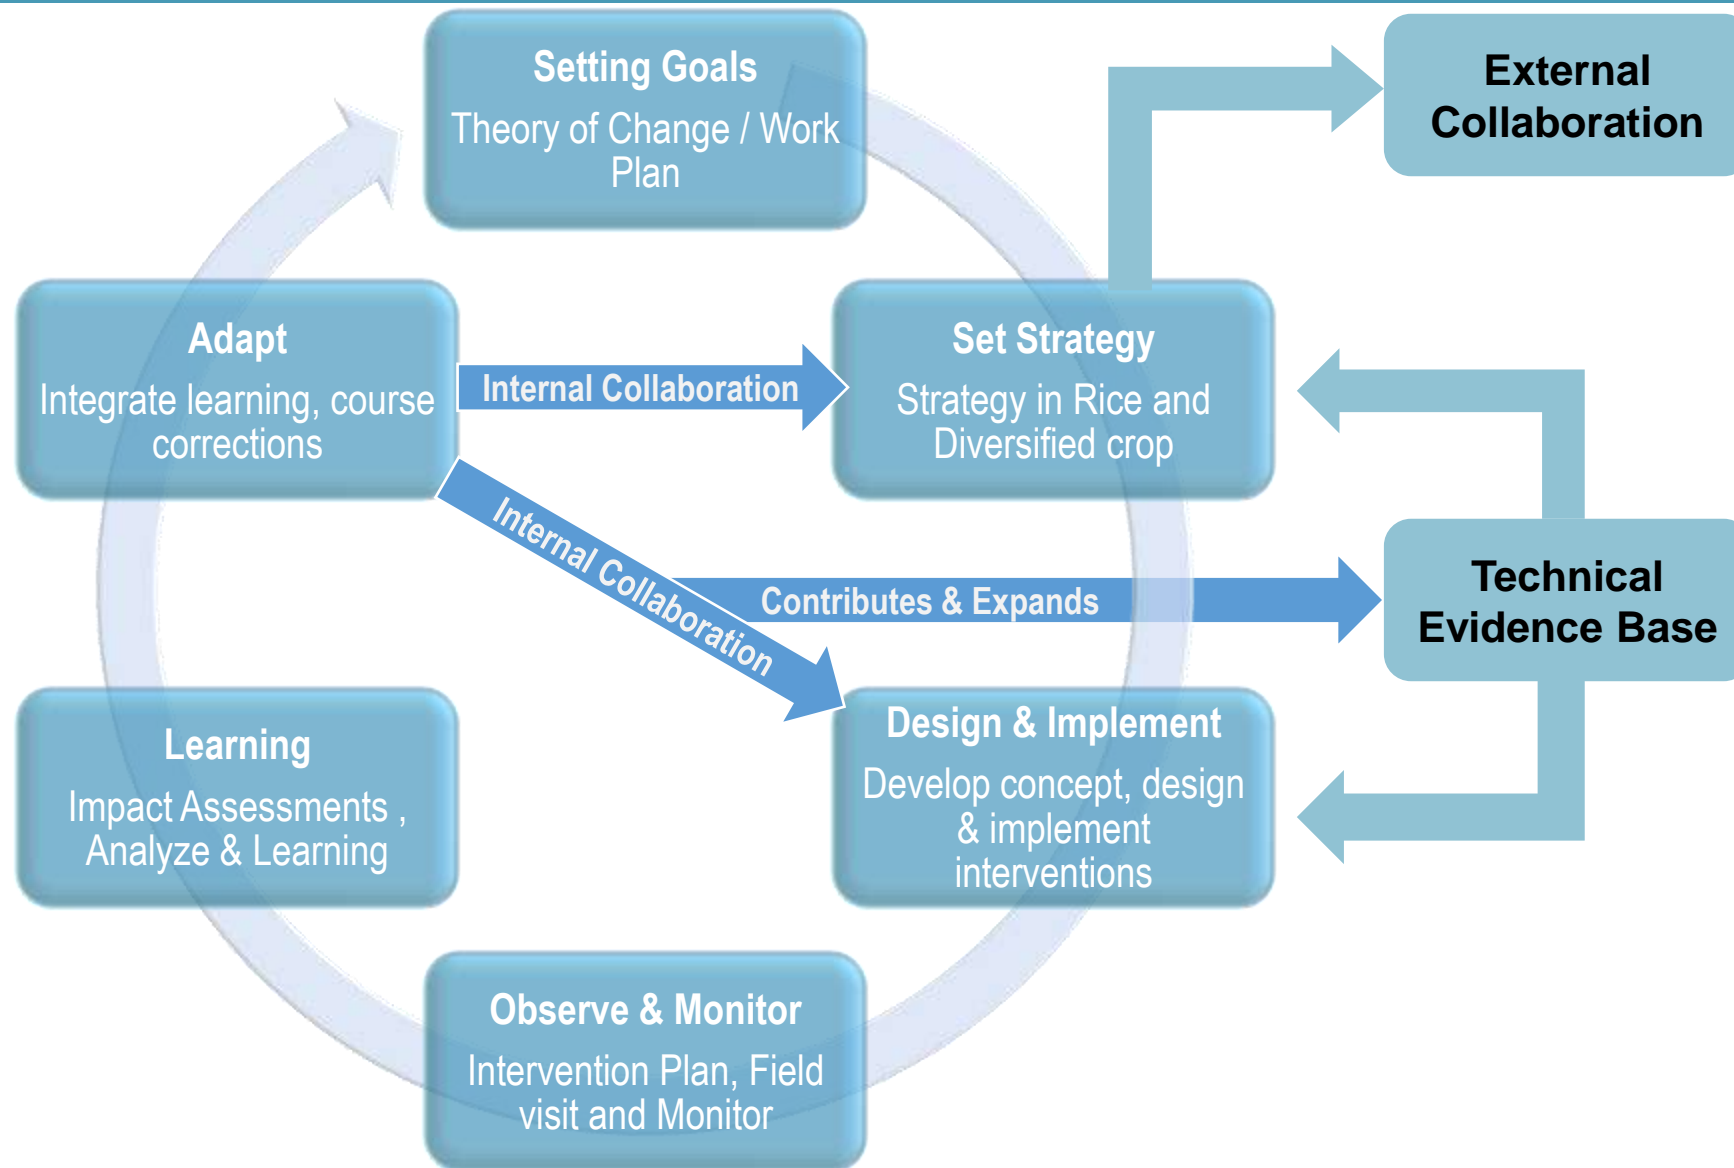 Setting Goals
Theory of Change / Work
Plan
External
Collaboration
Adapt
Integrate learning, course
corrections
Internal Collaboration
Set Strategy
Strategy in Rice and
Diversified crop
Internal Collaboration
Contributes & Expands
Technical
Evidence Base
Learning
Impact Assessments ,
Analyze & Learning
Design & Implement
Develop concept, design
& implement
interventions
Observe & Monitor
Intervention Plan, Field
visit and Monitor